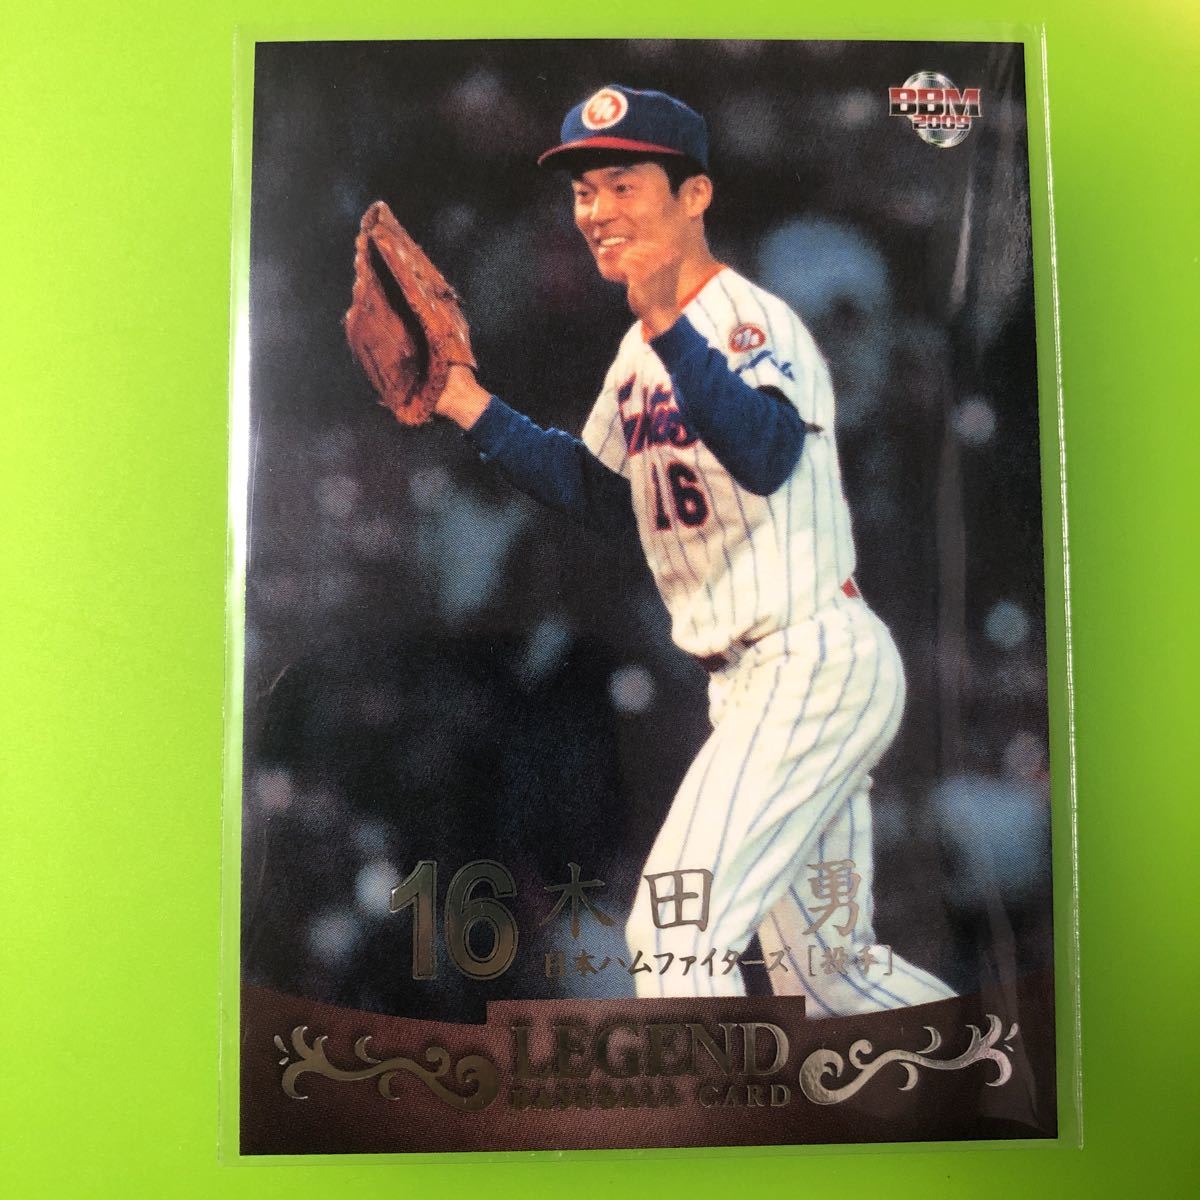 BBM
2009
Fighters
16
16 木田 勇
日本ハムファイターズ [投手]
LEGEND
BASEBALL CARD